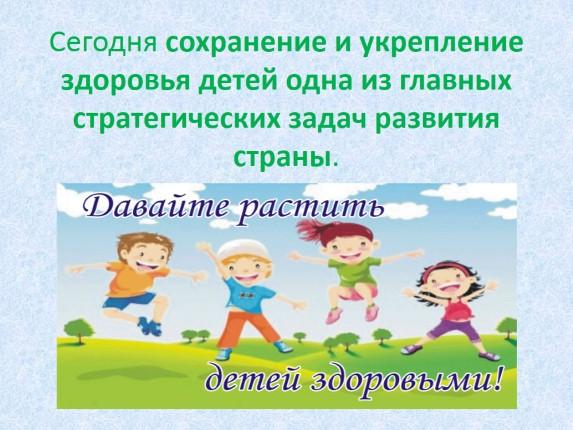 Сегодня сохранение и укрепление
здоровья детей одна из главных
стратегических задач развития
страны.
Давайте растить
детей здоровыми!